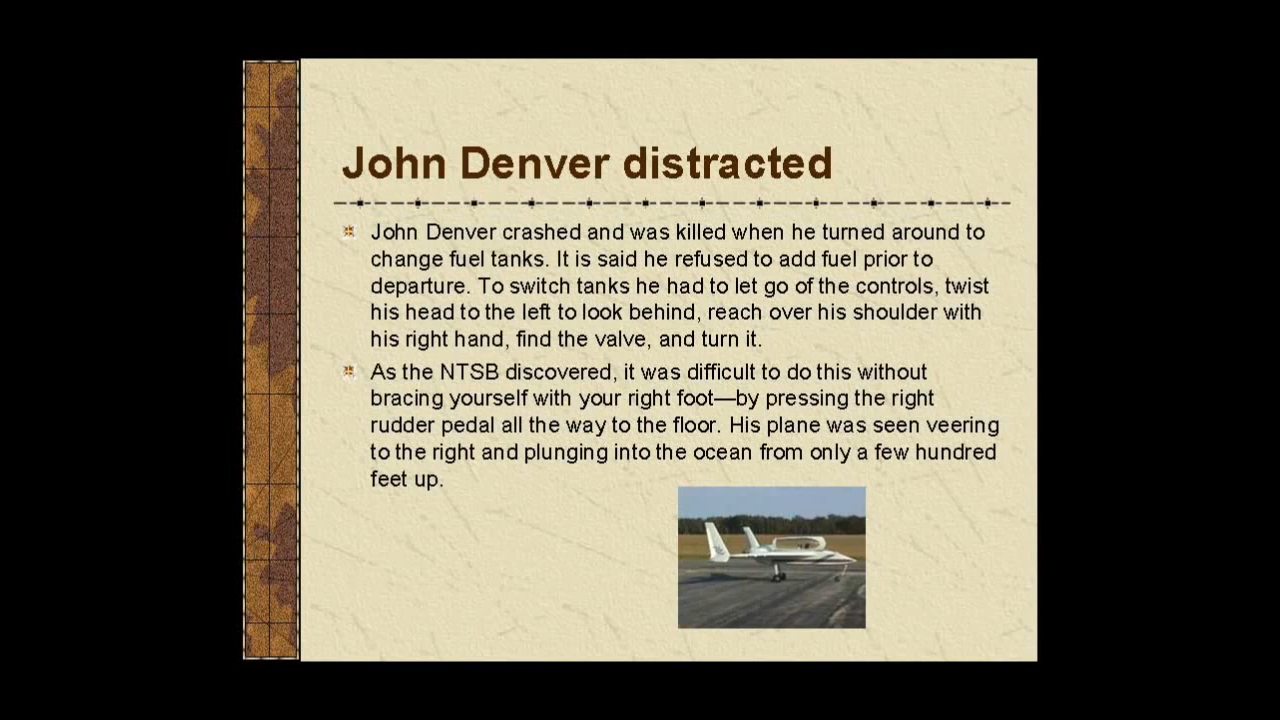 John Denver distracted
John Denver crashed and was killed when he turned around to
change fuel tanks. It is said he refused to add fuel prior to
departure. To switch tanks he had to let go of the controls, twist
his head to the left to look behind, reach over his shoulder with
his right hand, find the valve, and turn it.
As the NTSB discovered, it was difficult to do this without
bracing yourself with your right foot—by pressing the right
rudder pedal all the way to the floor. His plane was seen veering
to the right and plunging into the ocean from only a few hundred
feet up.